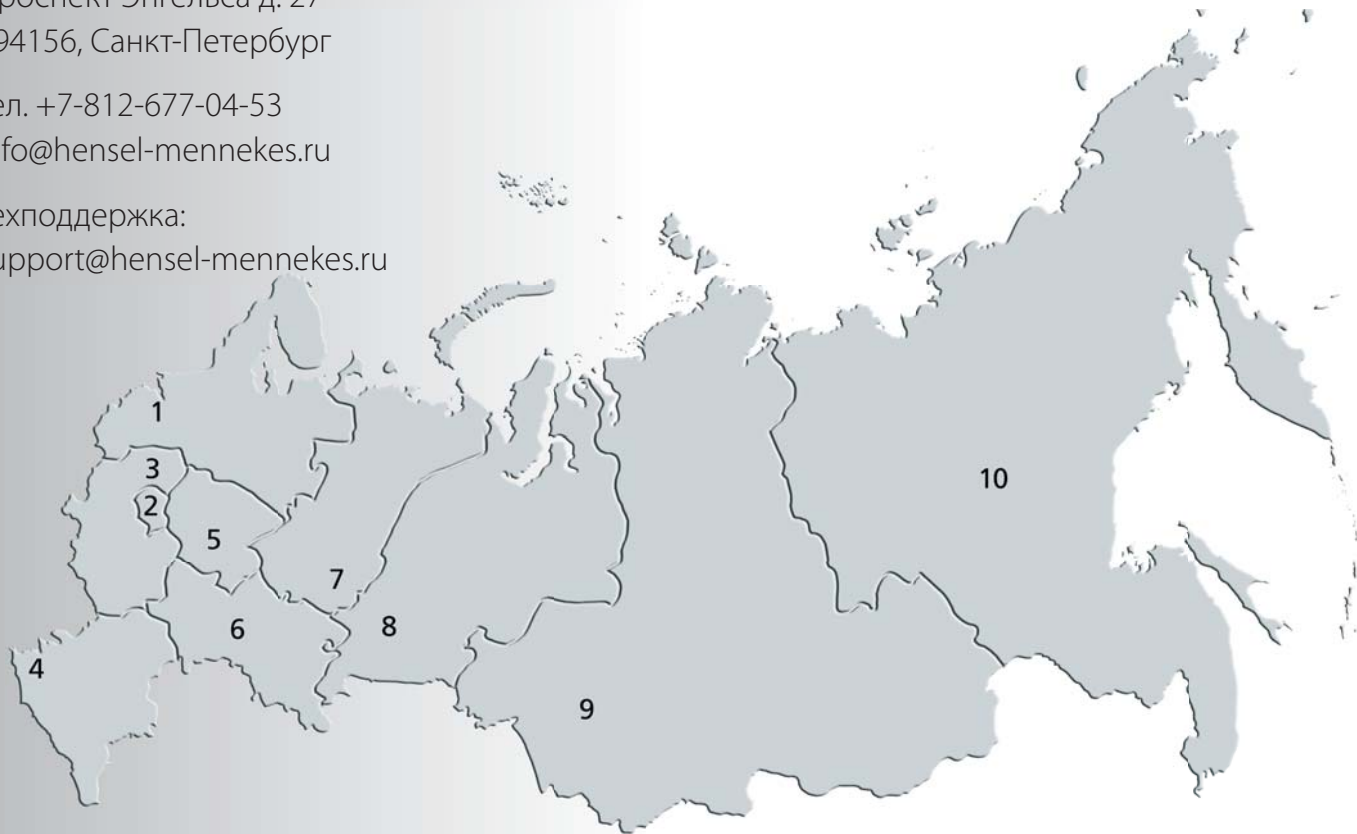 роспект Энгельса д. 27
94156, Санкт-Петербург
ел. +7-812-677-04-53
nfo@hensel-mennekes.ru
ехподдержка:
upport@hensel-mennekes.ru
1
3
2
5
7
6
8
4
9
10